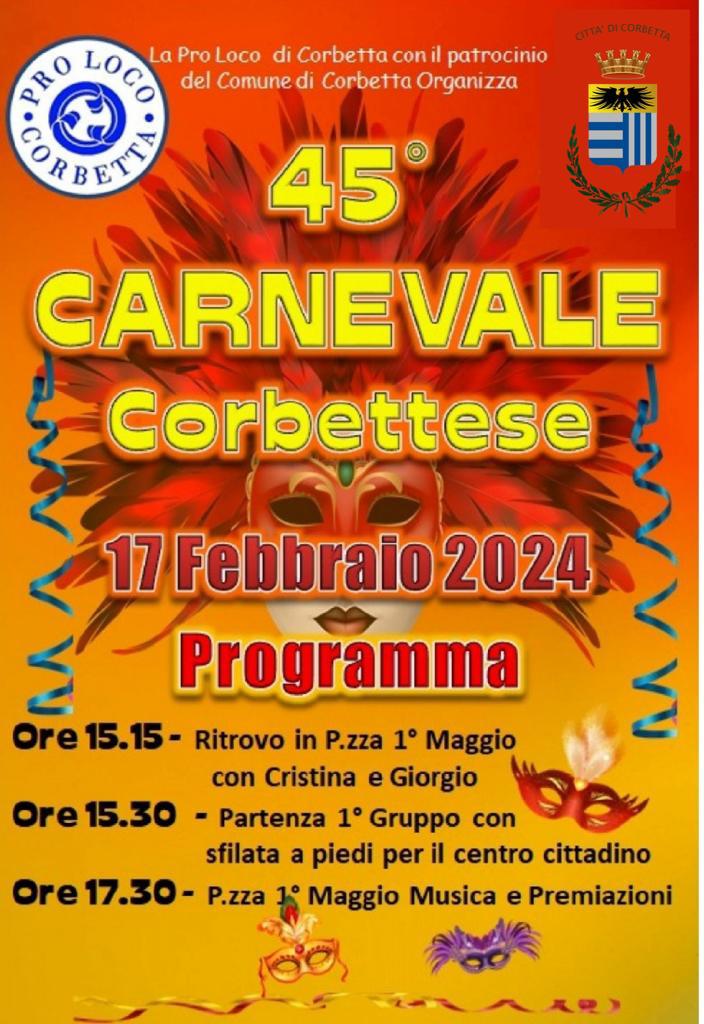 La Pro Loco di Corbetta con il patrocinio
del Comune di Corbetta Organizza
PRO LOCO
CORBETTA
CITTA' DI CORBETTA
45°
CARNEVALE
Corbettese
17 Febbraio 2024
Programma
Ore 15.15 - Ritrovo in P.zza 1° Maggio
con Cristina e Giorgio
Ore 15.30 - Partenza 1° Gruppo con
sfilata a piedi per il centro cittadino
Ore 17.30 - P.zza 1° Maggio Musica e Premiazioni